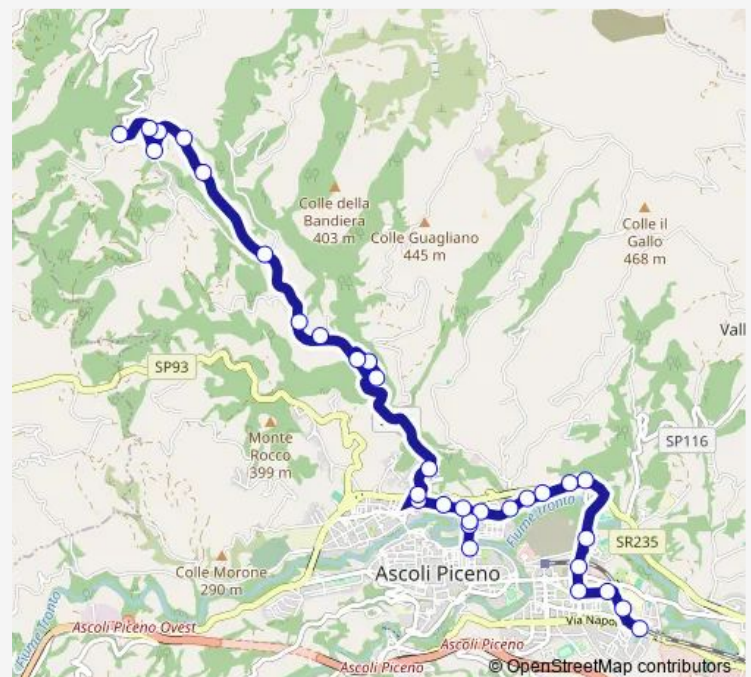 Colle della
Bandiera
403 m
Colle Guagliano
445 m
Colle il
Gallo
468 m
Vall
SP93
SP116
Monte
Rocco
399 m
Fiume Tronto
SR235
Colle Morone
290 m
Ascoli Piceno
Fiume Tronto
Ascoli Piceno Ovest
Via Napo
Ascoli Piceno
Ascoli Piceno
© OpenStreetMap contributors